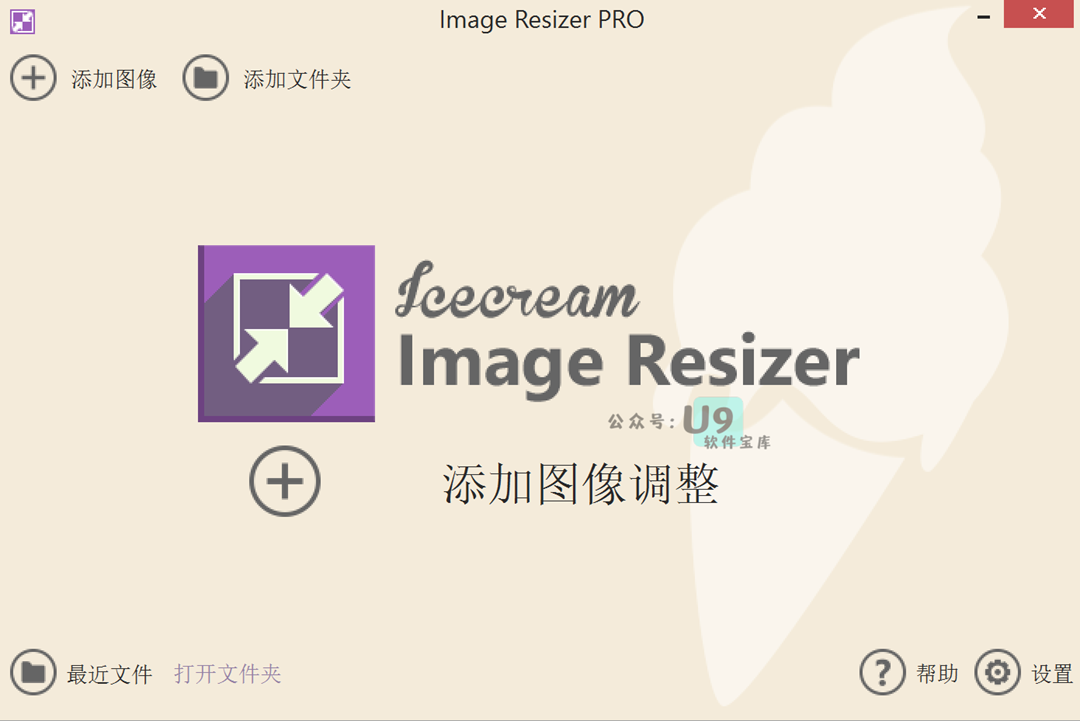 Image Resizer PRO
添加图像 添加文件夹
Icecream
Image Resizer
公众号: U9
软件宝库
添加图像调整
最近文件 打开文件夹 帮助 设置